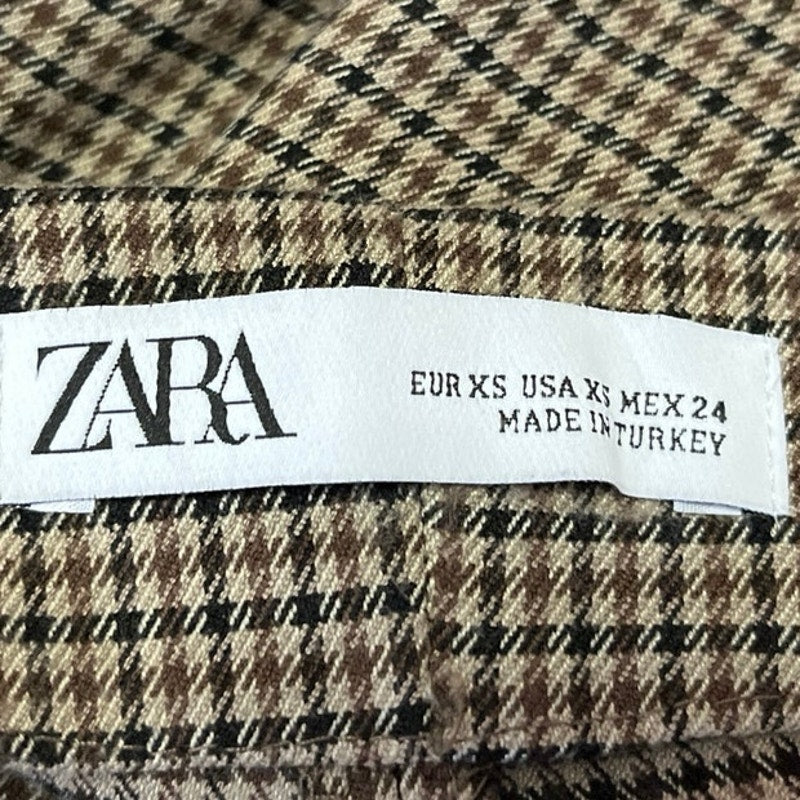 ZARA
EUR XS USA XS MEX 24
MADE IN TURKEY